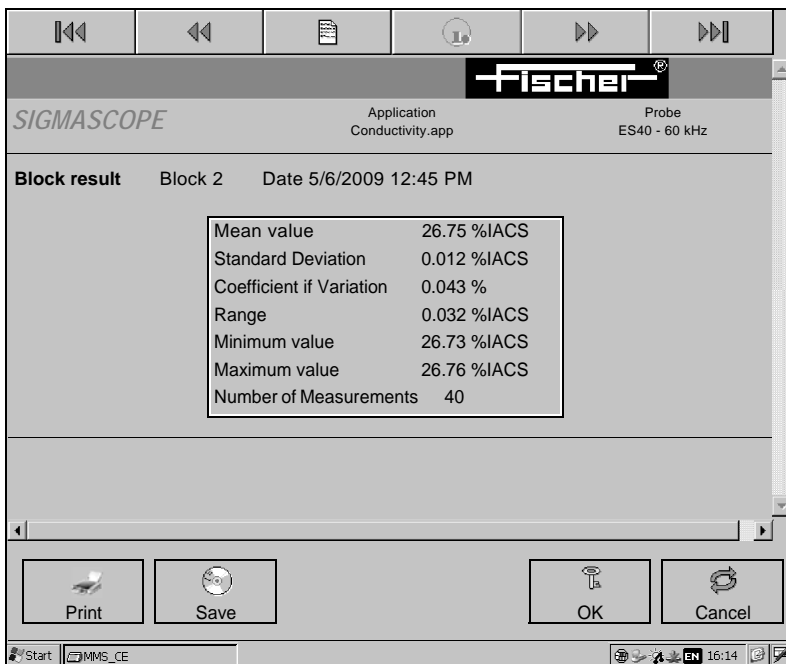 Fischer®
SIGMASCOPE
Application
Conductivity.app
Probe
ES40 - 60 kHz
Block result Block 2 Date 5/6/2009 12:45 PM
Mean value 26.75 %IACS
Standard Deviation 0.012 %IACS
Coefficient if Variation 0.043 %
Range 0.032 %IACS
Minimum value 26.73 %IACS
Maximum value 26.76 %IACS
Number of Measurements 40
Print
Save
OK
Cancel
Start MMS_CE EN 16:14